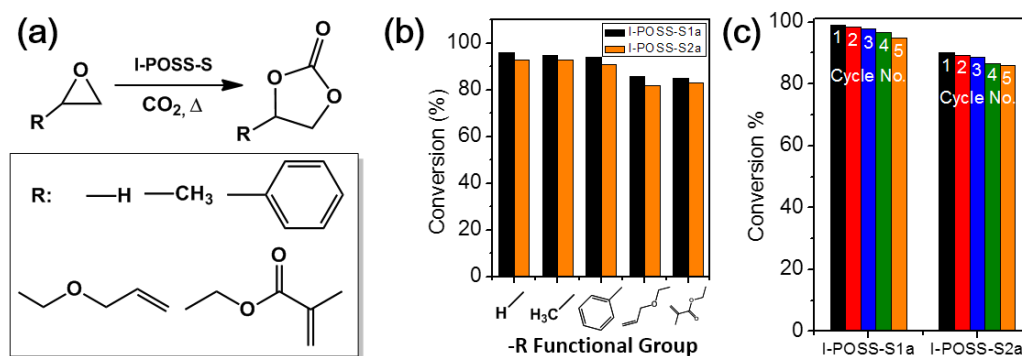 (a)
O
R
I-POSS-S
CO2, Δ
O
O
O
R
R:
H
CH3
O
O
O
(b)
I-POSS-S1a
I-POSS-S2a
Conversion (%)
100
80
60
40
20
0
H
H3C
O
O
O
-R Functional Group
(c)
Conversion %
100
80
60
40
20
0
1 2 3 4 5
Cycle No.
1 2 3 4 5
Cycle No.
I-POSS-S1a I-POSS-S2a